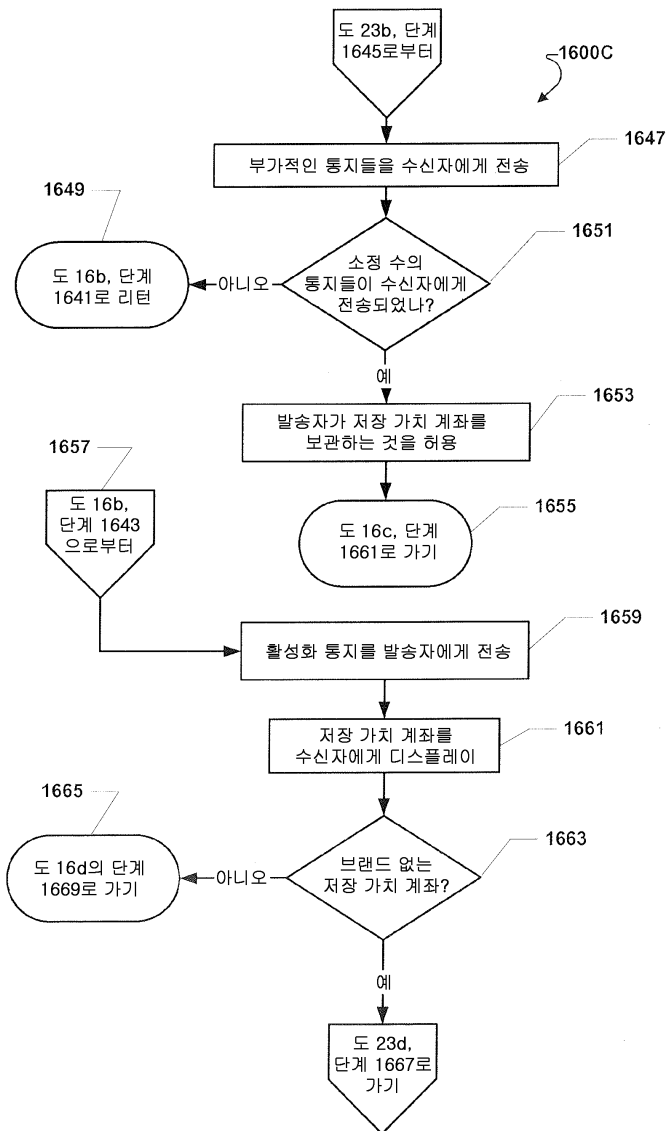 도 23b, 단계
1645로부터
1600C
부가적인 통지들을 수신자에게 전송
1647
1649
도 16b, 단계
1641로 리턴
아니오
소정 수의
통지들이 수신자에게
전송되었나?
1651
예
발송자가 저장 가치 계좌를
보관하는 것을 허용
1653
도 16c, 단계
1661로 가기
1655
1657
도 16b,
단계 1643
으로부터
활성화 통지를 발송자에게 전송
1659
저장 가치 계좌를
수신자에게 디스플레이
1661
1665
도 16d의 단계
1669로 가기
아니오
브랜드 없는
저장 가치 계좌?
1663
예
도 23d,
단계 1667로
가기